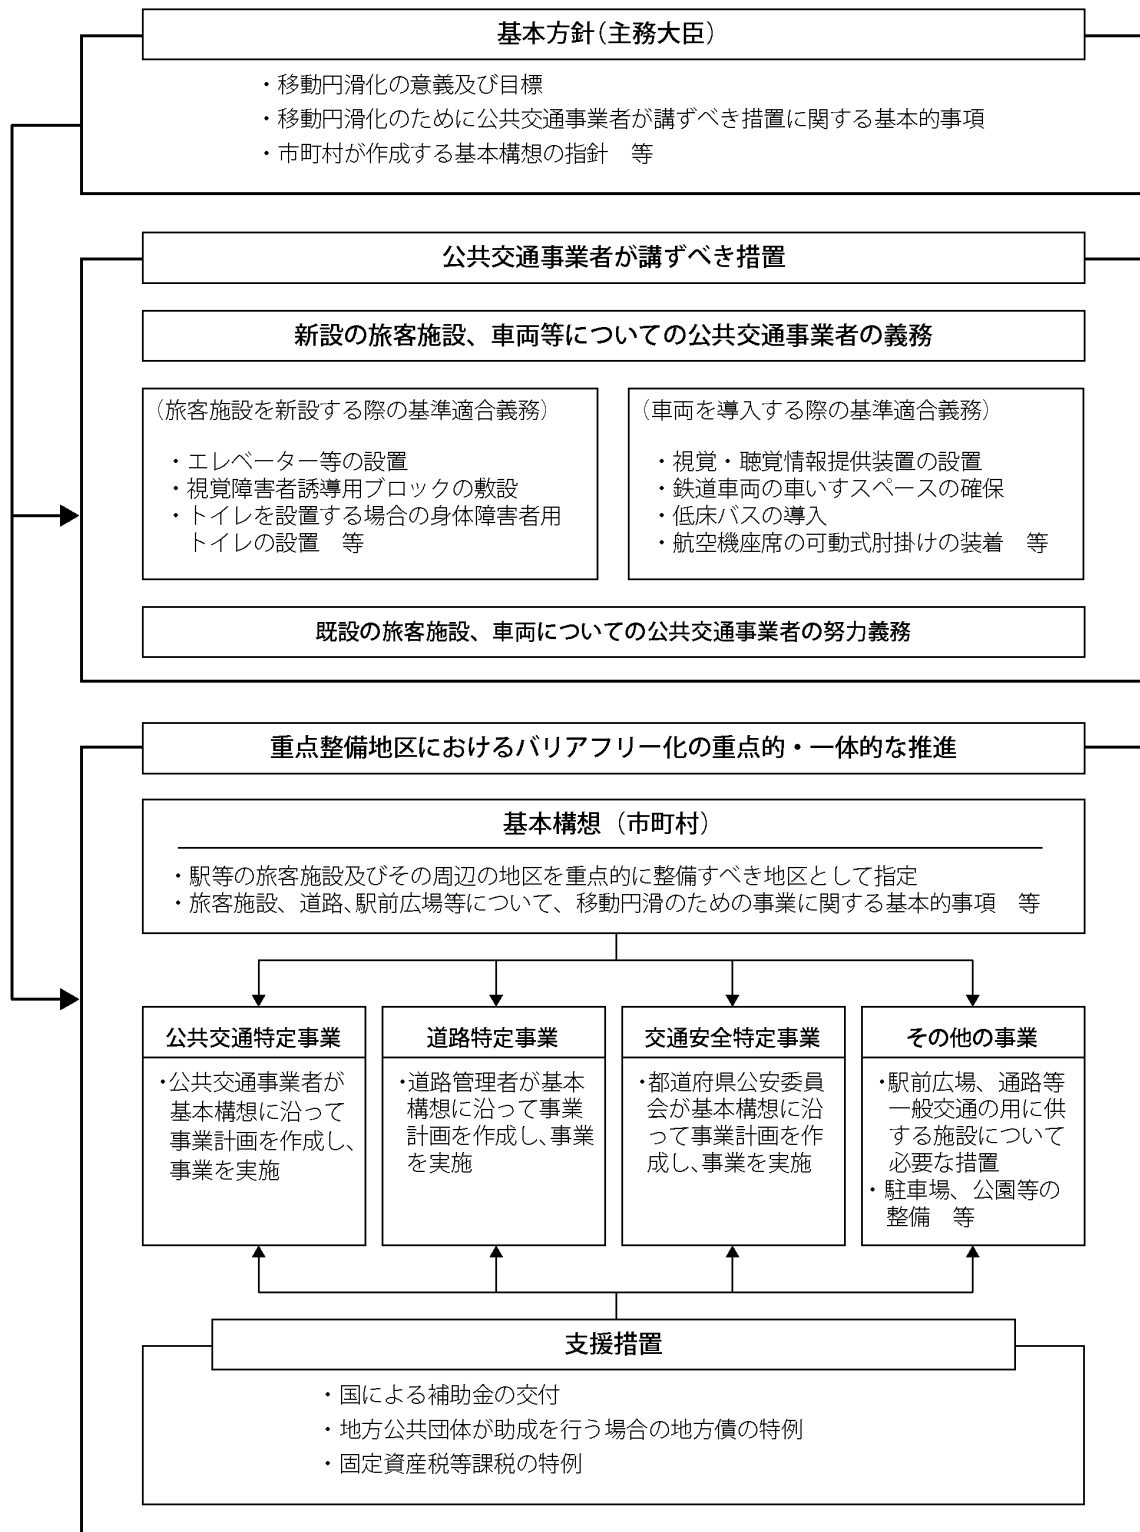 基本方針(主務大臣)
・移動円滑化の意義及び目標
・移動円滑化のために公共交通事業者が講ずべき措置に関する基本的事項
・市町村が作成する基本構想の指針　等
公共交通事業者が講ずべき措置
新設の旅客施設、車両等についての公共交通事業者の義務
(旅客施設を新設する際の基準適合義務)
・エレベーター等の設置
・視覚障害者誘導用ブロックの敷設
・トイレを設置する場合の身体障害者用
トイレの設置　等
(車両を導入する際の基準適合義務)
・視覚・聴覚情報提供装置の設置
・鉄道車両の車いすスペースの確保
・低床バスの導入
・航空機座席の可動式肘掛けの装着　等
既設の旅客施設、車両についての公共交通事業者の努力義務
重点整備地区におけるバリアフリー化の重点的・一体的な推進
基本構想（市町村）
・駅等の旅客施設及びその周辺の地区を重点的に整備すべき地区として指定
・旅客施設、道路、駅前広場等について、移動円滑のための事業に関する基本的事項　等
公共交通特定事業
・公共交通事業者が
基本構想に沿って
事業計画を作成し、
事業を実施
道路特定事業
・道路管理者が基本
構想に沿って事業
計画を作成し、事業
を実施
交通安全特定事業
・都道府県公安委員
会が基本構想に沿
って事業計画を作
成し、事業を実施
その他の事業
・駅前広場、通路等
一般交通の用に供
する施設について
必要な措置
・駐車場、公園等の
整備　等
支援措置
・国による補助金の交付
・地方公共団体が助成を行う場合の地方債の特例
・固定資産税等課税の特例